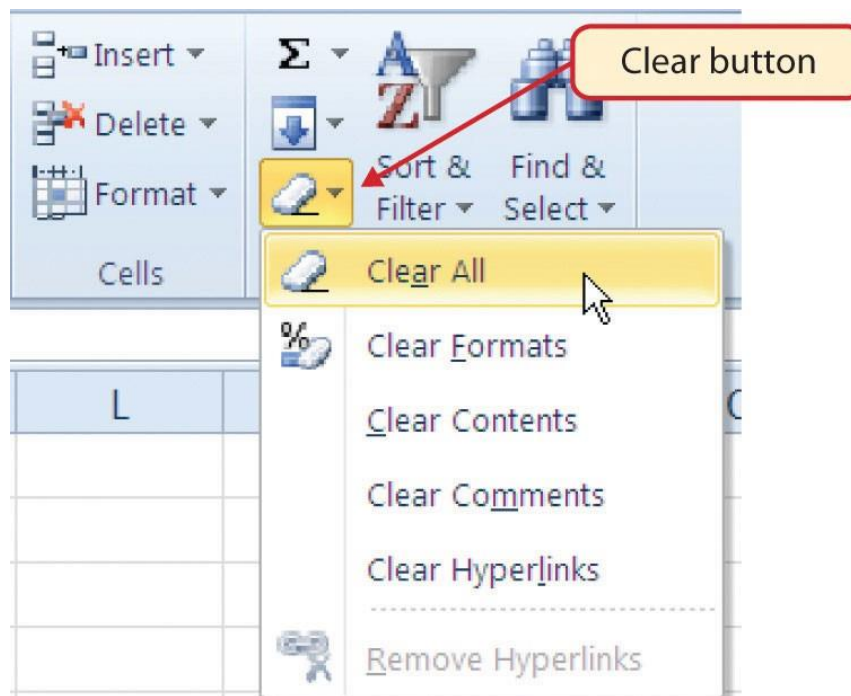 Insert
Delete
Format
Cells
Σ
A
Z
Sort &
Filter
Find &
Select
Clear button
Clear All
% Clear Formats
Clear Contents
Clear Comments
Clear Hyperlinks
Remove Hyperlinks
L